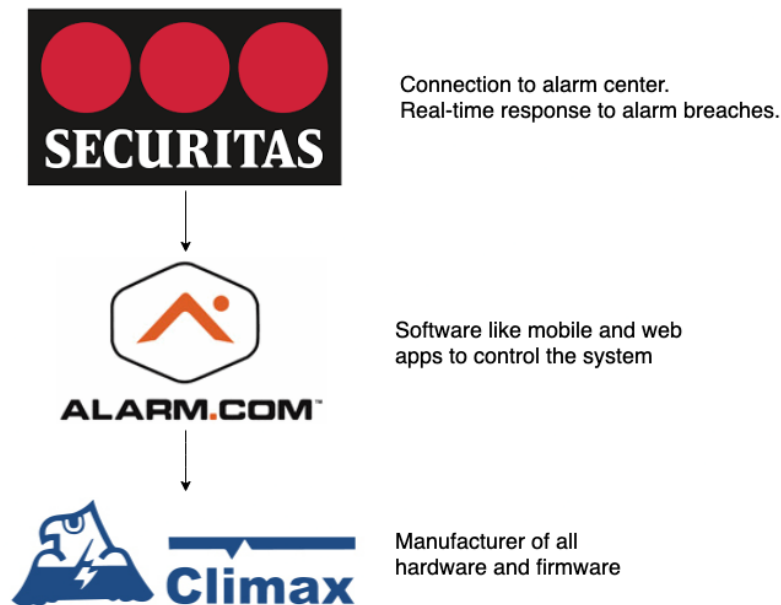 SECURITAS
Connection to alarm center.
Real-time response to alarm breaches.
ALARM.COM™
Software like mobile and web
apps to control the system
Climax
Manufacturer of all
hardware and firmware